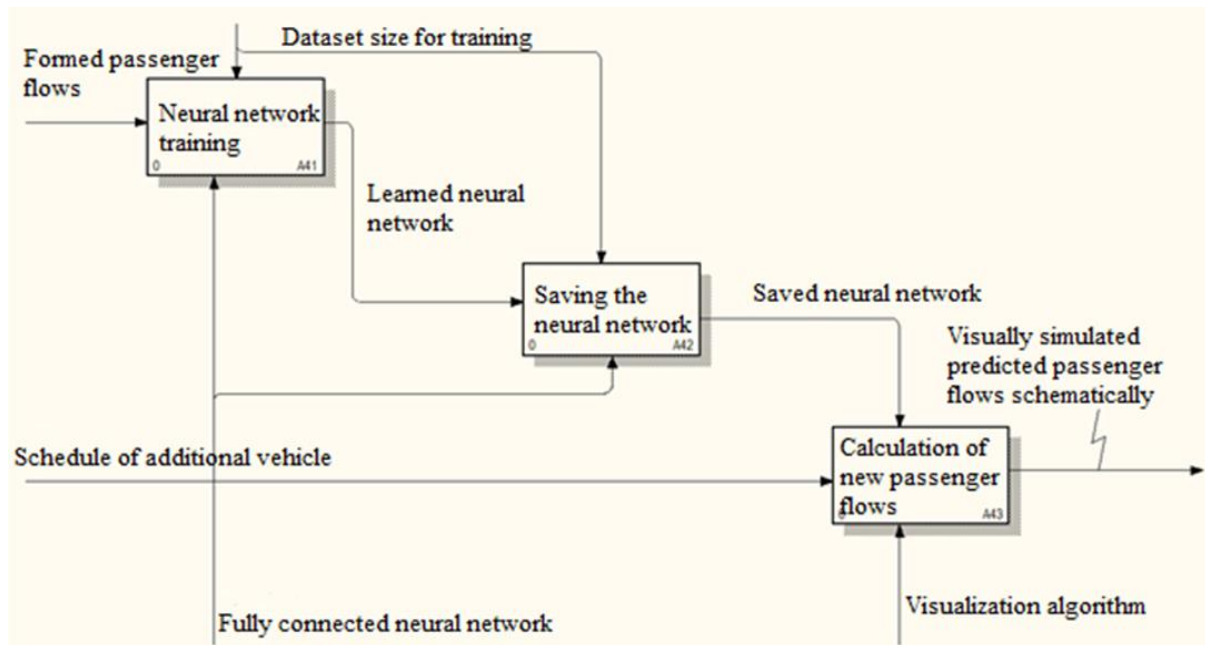 Dataset size for training
Formed passenger
flows
Neural network
training
0
A41
Learned neural
network
Saving the
neural network
0
A42
Saved neural network
Visually simulated
predicted passenger
flows schematically
Schedule of additional vehicle
Calculation of
new passenger
flows
0
A43
Fully connected neural network
Visualization algorithm